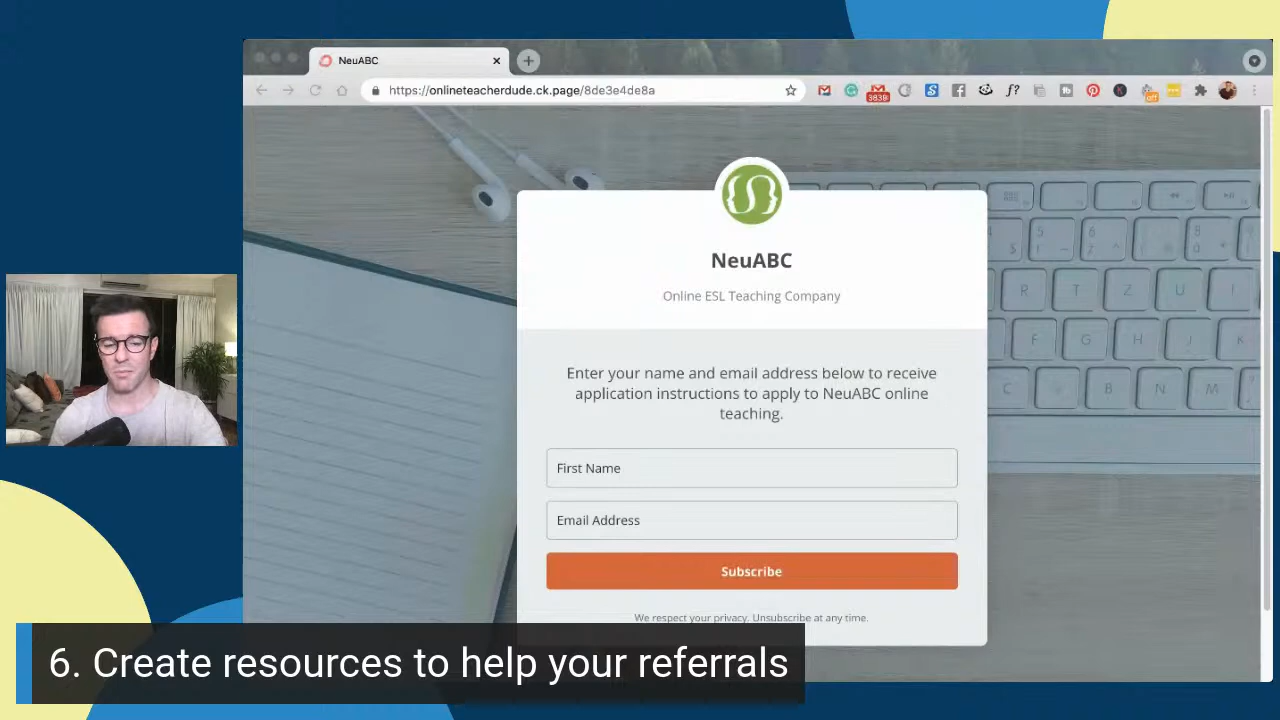 NeuABC
https://onlineteacherdude.ck.page/8de3e4de8a
3838
f?
off
NeuABC
Online ESL Teaching Company
Enter your name and email address below to receive
application instructions to apply to NeuABC online
teaching.
First Name
Email Address
Subscribe
We respect your privacy. Unsubscribe at any time.
R T Z U I
F G H J K
C B N M
6. Create resources to help your referrals